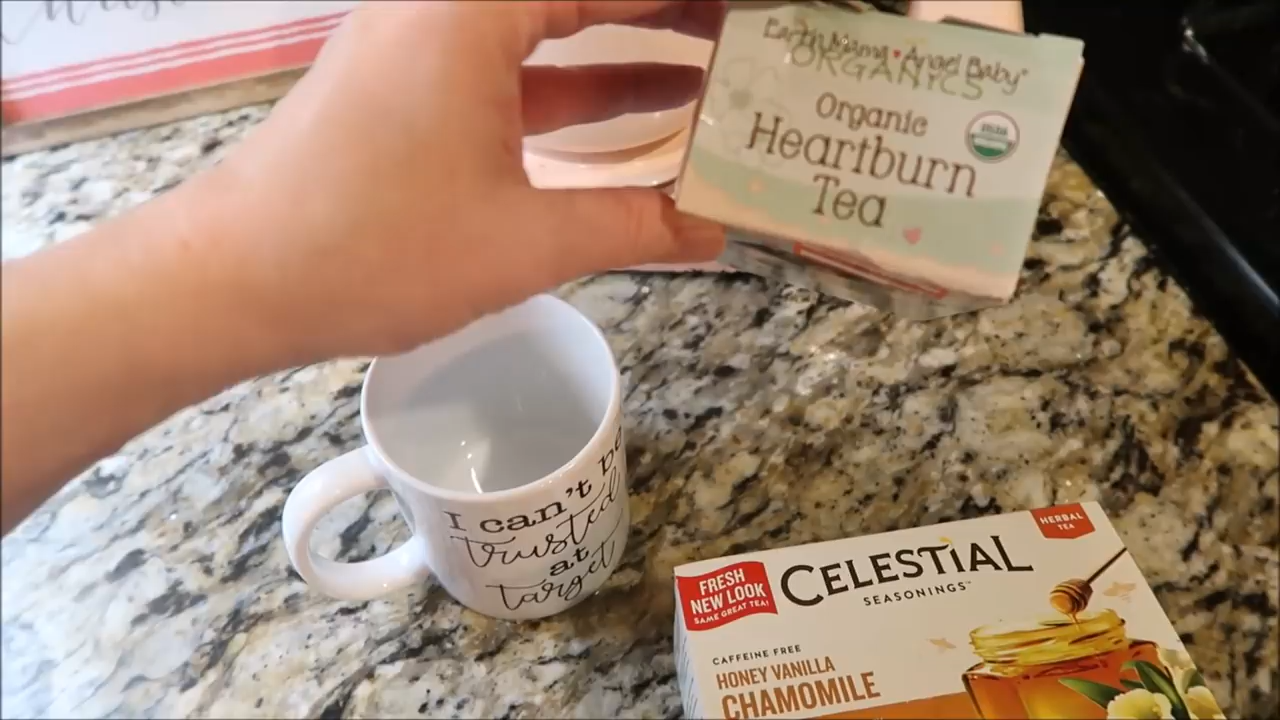 Earth Mama Angel Baby
ORGANICS
Organic
Heartburn
Tea
USDA
I can't be
trusted
at
target
FRESH
NEW LOOK
SAME GREAT TEA!
CELESTIAL
SEASONINGS
HERBAL
TEA
CAFFEINE FREE
HONEY VANILLA
CHAMOMILE